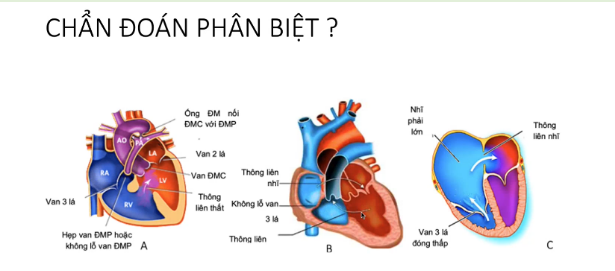 CHẨN ĐOÁN PHÂN BIỆT ?
Ống ĐM nối
ĐMC với ĐMP
AO
PA
LA
RA
LV
RV
Van 2 lá
Van ĐMC
Thông
liên thất
Van 3 lá
Hẹp van ĐMP hoặc
không lỗ van ĐMP
A
Thông liên
nhĩ
Không lỗ van
3 lá
Thông liên
B
Nhĩ
phải
lớn
Thông
liên nhĩ
Van 3 lá
đóng thấp
C